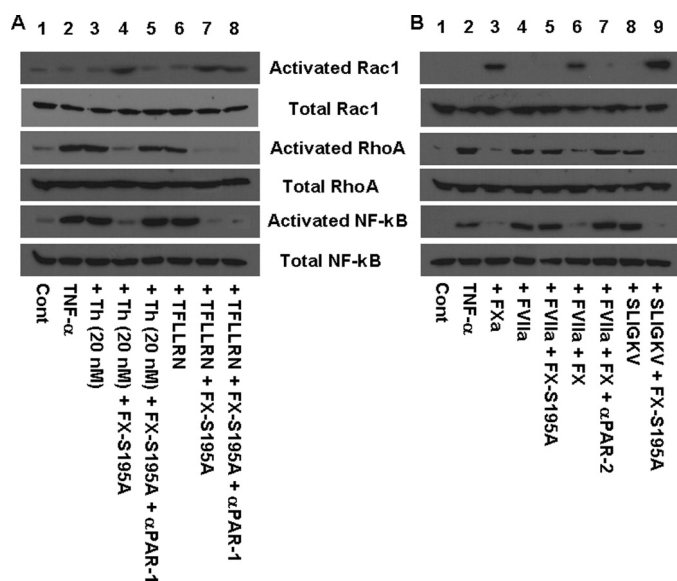 A
1 2 3 4 5 6 7 8
Activated Rac1
Total Rac1
Activated RhoA
Total RhoA
Activated NF-kB
Total NF-kB
Cont
TNF-α
+ Th (20 nM)
+ Th (20 nM) + FX-S195A
+ Th (20 nM) + FX-S195A + αPAR-1
+ TFLLRN
+ TFLLRN + FX-S195A
+ TFLLRN + FX-S195A + αPAR-1
B
1 2 3 4 5 6 7 8 9
Cont
TNF-α
+ FXa
+ FVIIa
+ FVIIa + FX-S195A
+ FVIIa + FX
+ FVIIa + FX + αPAR-2
+ SLIGKV
+ SLIGKV + FX-S195A